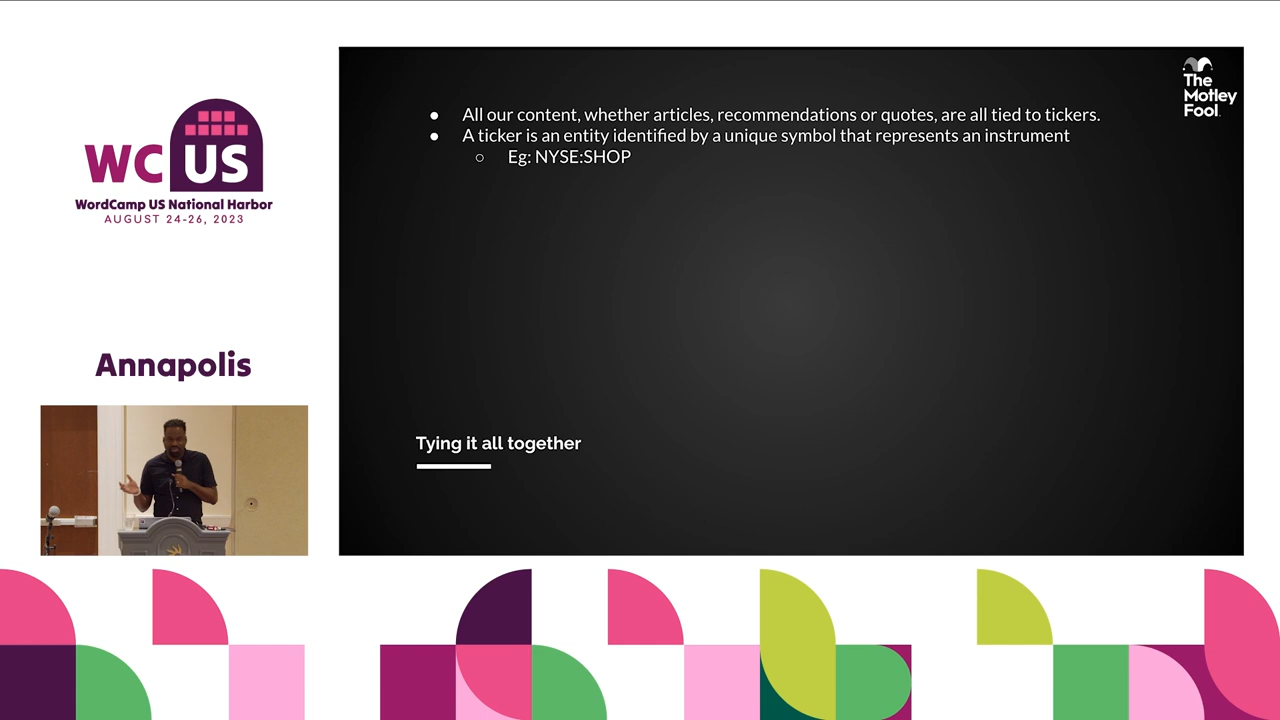 WC US
WordCamp US National Harbor
AUGUST 24-26, 2023
Annapolis
The
Motley
Fool.
● All our content, whether articles, recommendations or quotes, are all tied to tickers.
● A ticker is an entity identified by a unique symbol that represents an instrument
○ Eg: NYSE:SHOP
Tying it all together